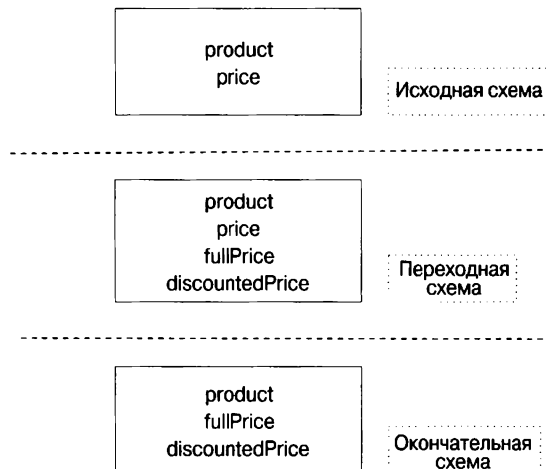 product
price
Исходная схема
product
price
fullPrice
discountedPrice
Переходная
схема
product
fullPrice
discountedPrice
Окончательная
схема